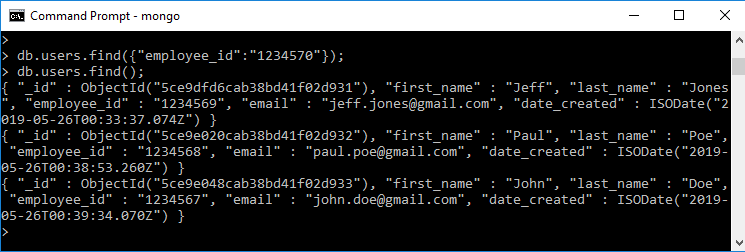 Command Prompt - mongo
>
> db.users.find({"employee_id":"1234570"});
> db.users.find();
{ "_id" : ObjectId("5ce9dfd6cab38bd41f02d931"), "first_name" : "Jeff", "last_name" : "Jones
", "employee_id" : "1234569", "email" : "jeff.jones@gmail.com", "date_created" : ISODate("2
019-05-26T00:33:37.074Z") }
{ "_id" : ObjectId("5ce9e020cab38bd41f02d932"), "first_name" : "Paul", "last_name" : "Poe",
 "employee_id" : "1234568", "email" : "paul.poe@gmail.com", "date_created" : ISODate("2019-
05-26T00:38:53.260Z") }
{ "_id" : ObjectId("5ce9e048cab38bd41f02d933"), "first_name" : "John", "last_name" : "Doe",
 "employee_id" : "1234567", "email" : "john.doe@gmail.com", "date_created" : ISODate("2019-
05-26T00:39:34.070Z") }
>